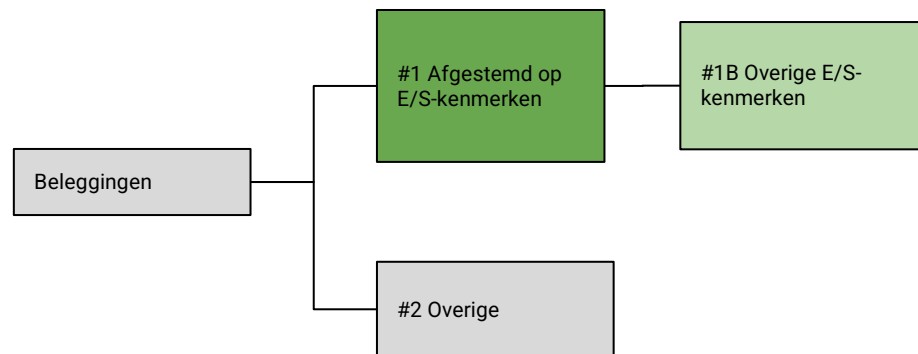 #1 Afgestemd op
E/S-kenmerken
#1B Overige E/S-
kenmerken
Beleggingen
#2 Overige